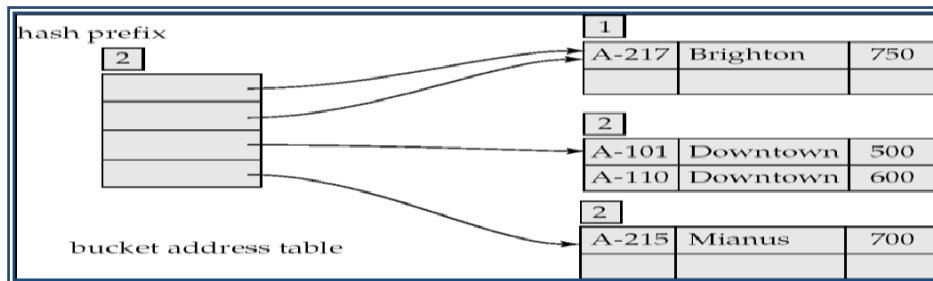 hash prefix
2
1
A-217 Brighton 750
2
A-101 Downtown 500
A-110 Downtown 600
2
A-215 Mianus 700
bucket address table